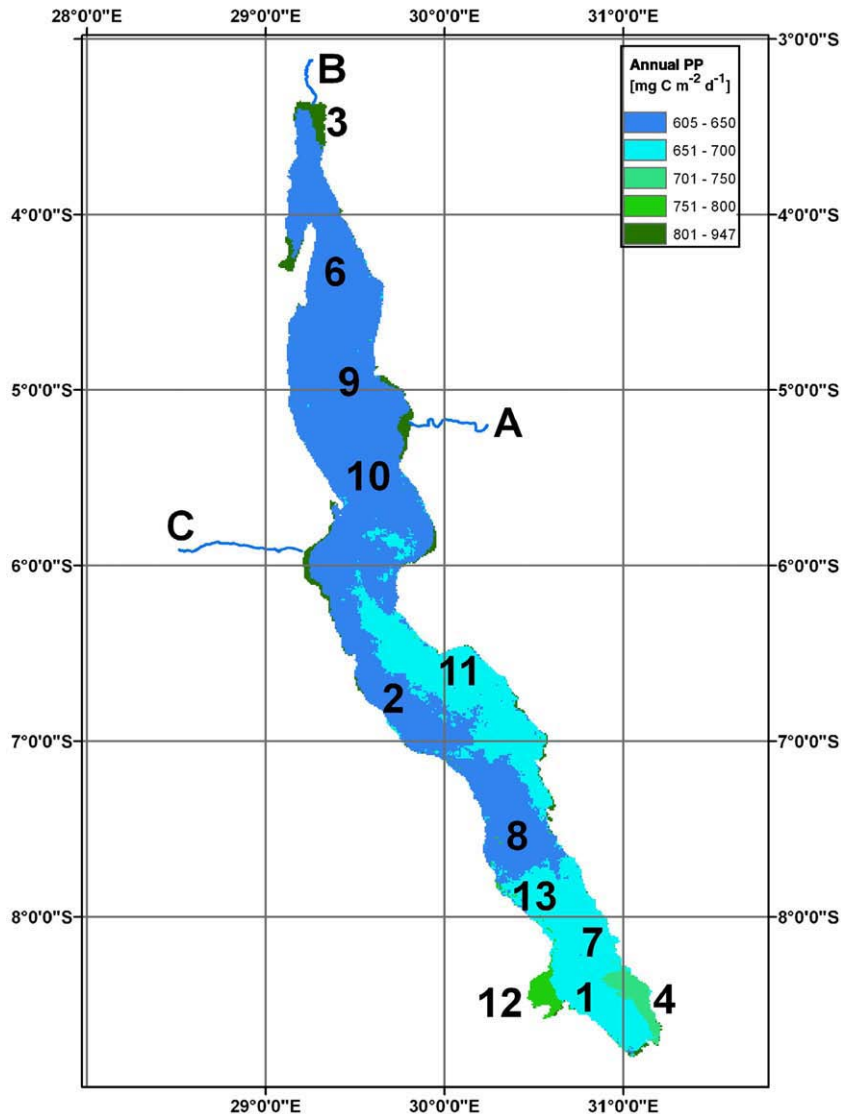 28°0'0"E 29°0'0"E 30°0'0"E 31°0'0"E
3°0'0"S
Annual PP
[mg C m⁻² d⁻¹]
605 - 650
651 - 700
701 - 750
751 - 800
801 - 947
B
3
4°0'0"S 4°0'0"S
6
9
5°0'0"S 5°0'0"S
A
10
C
6°0'0"S 6°0'0"S
11
2
7°0'0"S 7°0'0"S
8
13
8°0'0"S 8°0'0"S
7
12 1 4
29°0'0"E 30°0'0"E 31°0'0"E